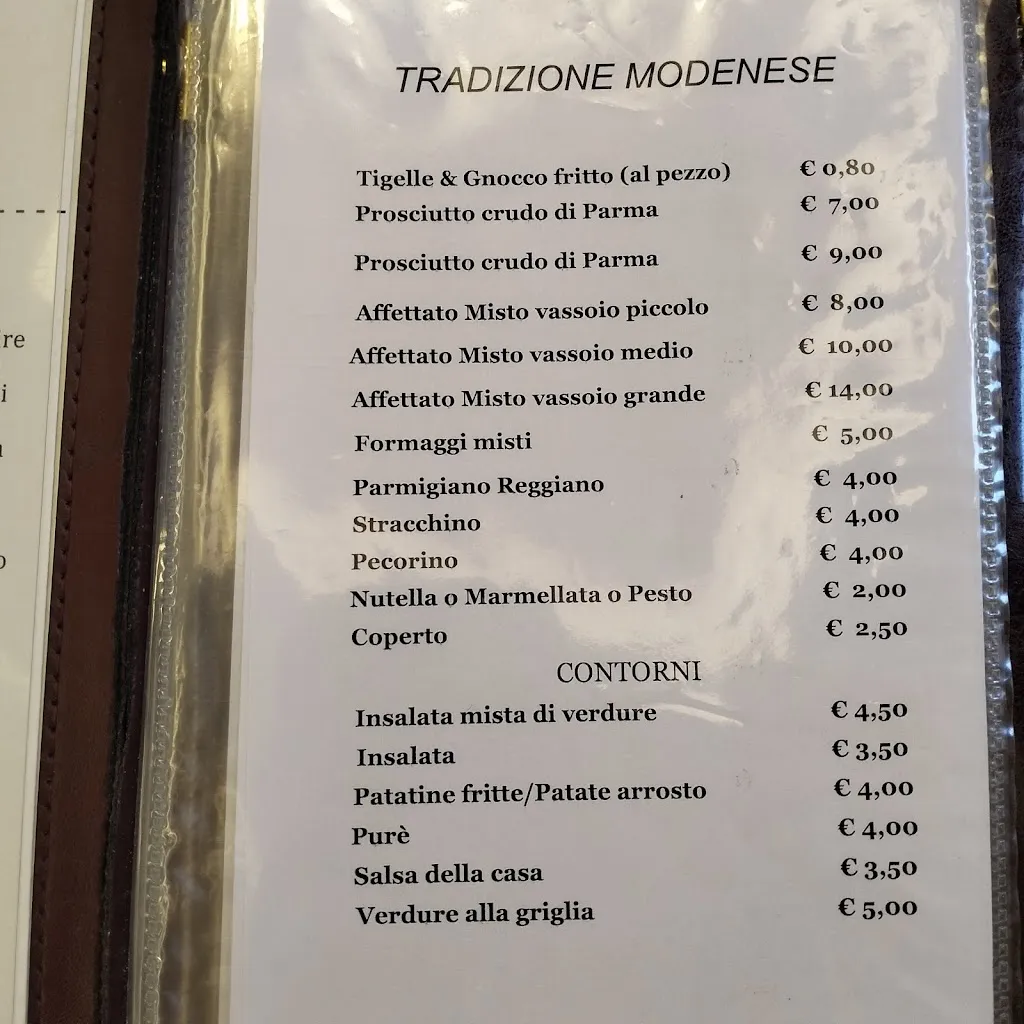 TRADIZIONE MODENESE
Tigelle & Gnocco fritto (al pezzo) € 0,80
Prosciutto crudo di Parma € 7,00
Prosciutto crudo di Parma € 9,00
Affettato Misto vassoio piccolo € 8,00
Affettato Misto vassoio medio € 10,00
Affettato Misto vassoio grande € 14,00
Formaggi misti € 5,00
Parmigiano Reggiano € 4,00
Stracchino € 4,00
Pecorino € 4,00
Nutella o Marmellata o Pesto € 2,00
Coperto € 2,50
CONTORNI
Insalata mista di verdure € 4,50
Insalata € 3,50
Patatine fritte/Patate arrosto € 4,00
Purè € 4,00
Salsa della casa € 3,50
Verdure alla griglia € 5,00